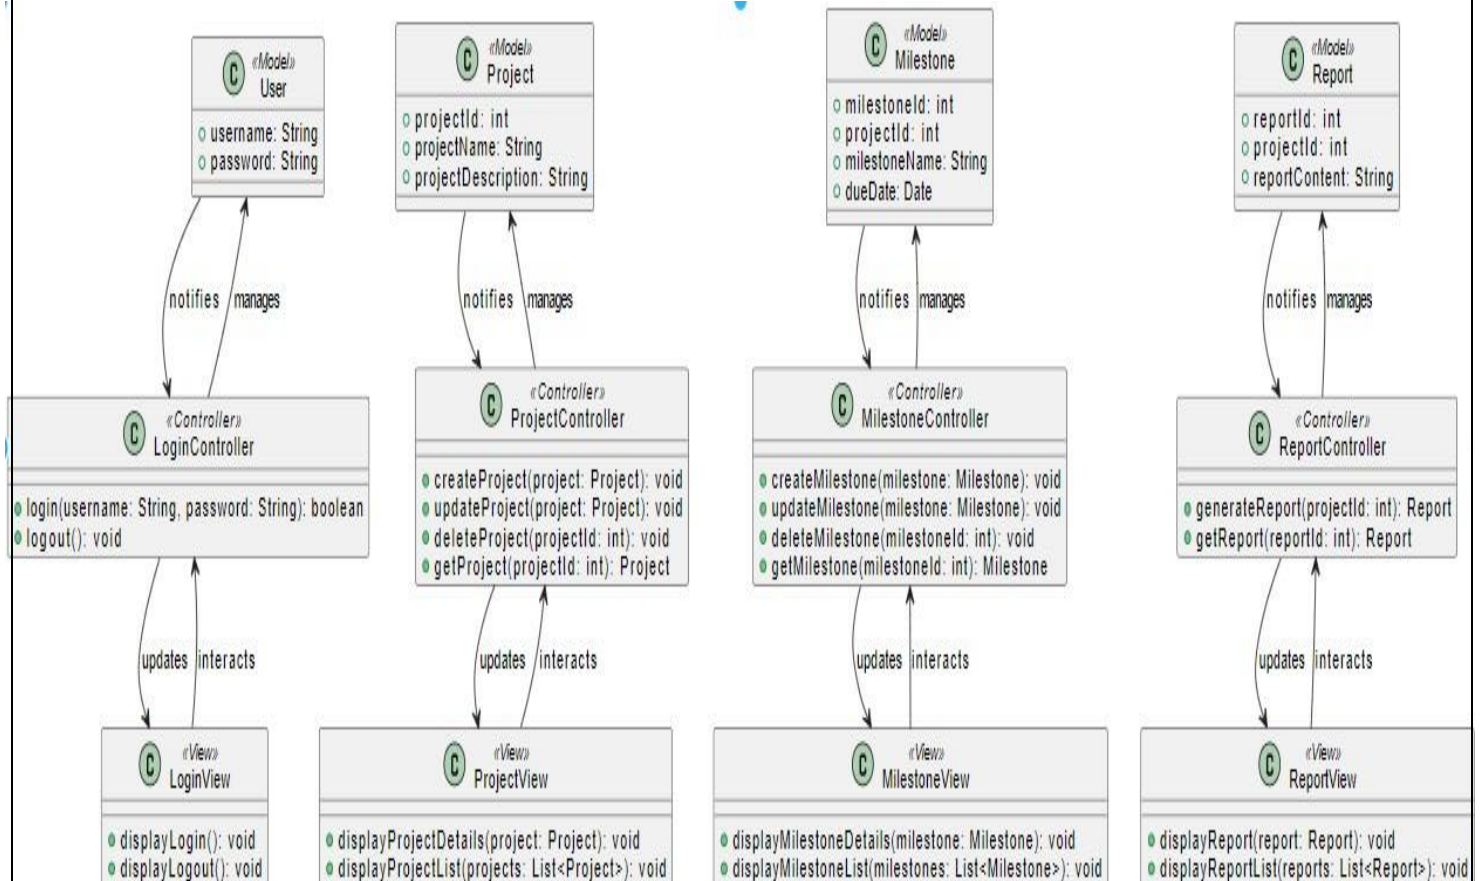 «Model»
User
username: String
password: String
«Model»
Project
projectId: int
projectName: String
projectDescription: String
«Model»
Milestone
milestoneId: int
projectId: int
milestoneName: String
dueDate: Date
«Model»
Report
reportId: int
projectId: int
reportContent: String
notifies
manages
notifies
manages
notifies
manages
notifies
manages
«Controller»
LoginController
login(username: String, password: String): boolean
logout(): void
«Controller»
ProjectController
createProject(project: Project): void
updateProject(project: Project): void
deleteProject(projectId: int): void
getProject(projectId: int): Project
«Controller»
MilestoneController
createMilestone(milestone: Milestone): void
updateMilestone(milestone: Milestone): void
deleteMilestone(milestoneId: int): void
getMilestone(milestoneId: int): Milestone
«Controller»
ReportController
generateReport(projectId: int): Report
getReport(reportId: int): Report
updates
interacts
updates
interacts
updates
interacts
updates
interacts
«View»
LoginView
displayLogin(): void
displayLogout(): void
«View»
ProjectView
displayProjectDetails(project: Project): void
displayProjectList(projects: List<Project>): void
«View»
MilestoneView
displayMilestoneDetails(milestone: Milestone): void
displayMilestoneList(milestones: List<Milestone>): void
«View»
ReportView
displayReport(report: Report): void
displayReportList(reports: List<Report>): void
C
C
C
C
C
C
C
C
C
C
C
C